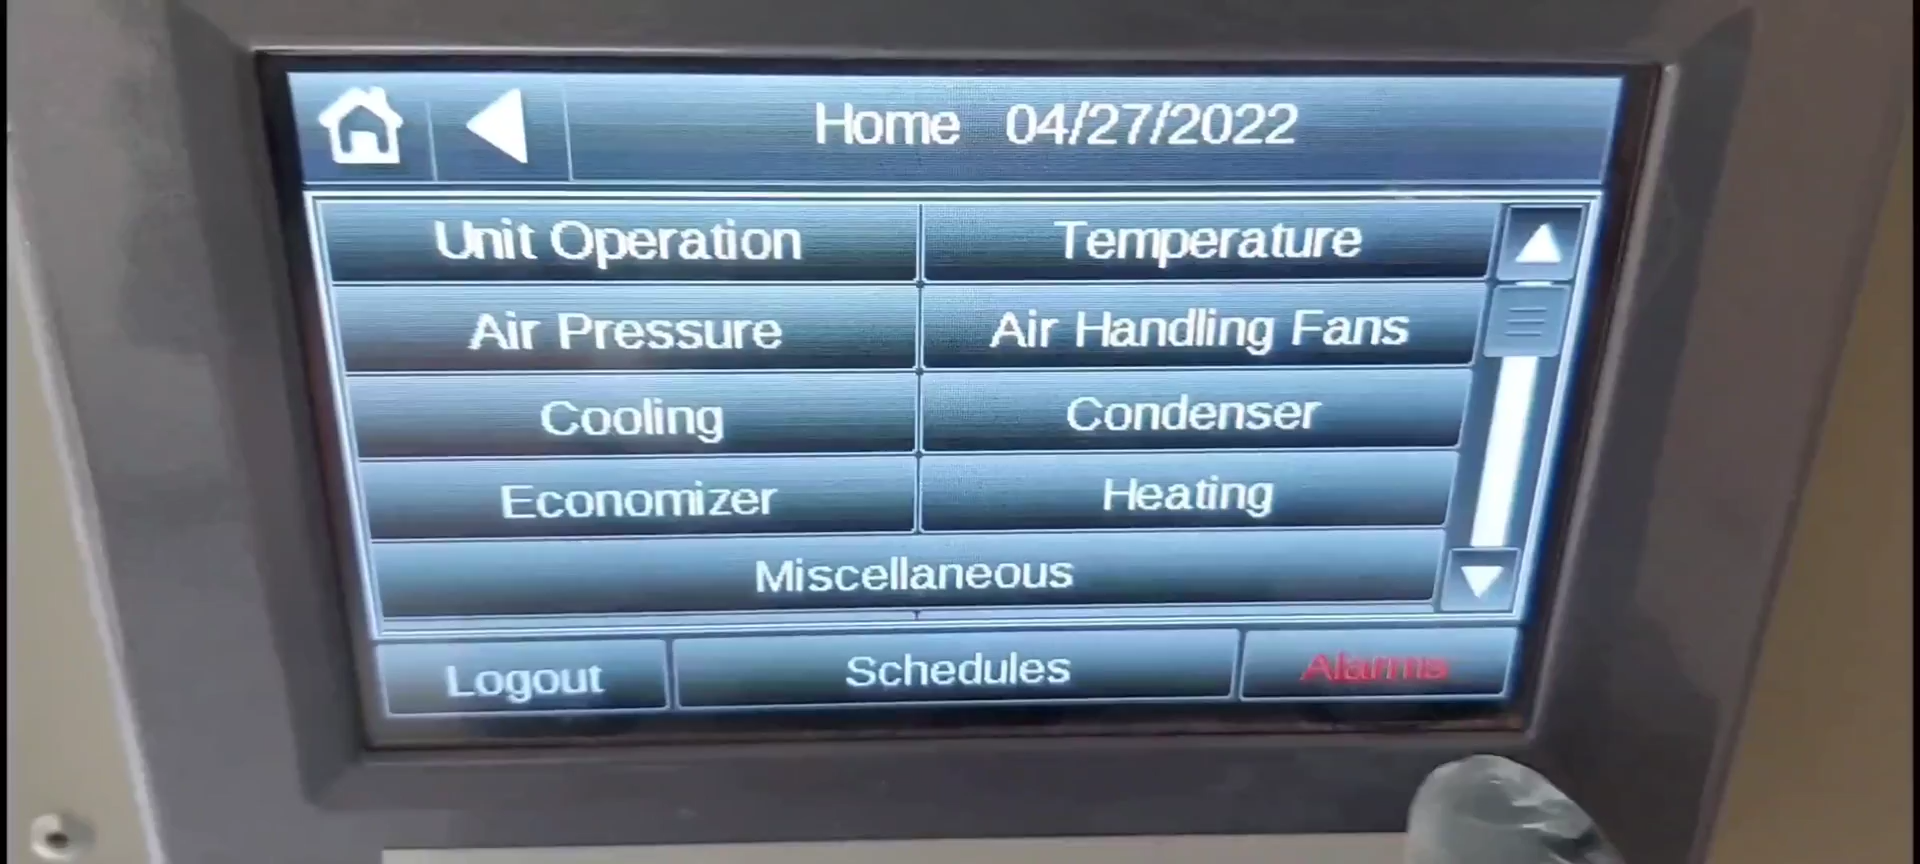 Home 04/27/2022
Unit Operation Temperature
Air Pressure Air Handling Fans
Cooling Condenser
Economizer Heating
Miscellaneous
Logout Schedules Alarms